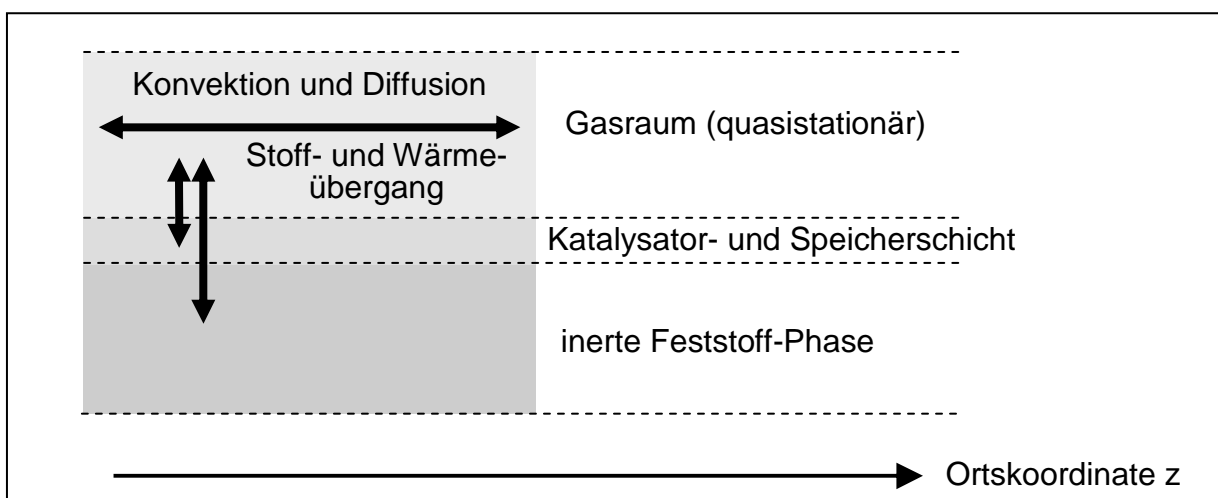 Konvektion und Diffusion
Gasraum (quasistationär)
Stoff- und Wärme-
übergang
Katalysator- und Speicherschicht
inerte Feststoff-Phase
Ortskoordinate z